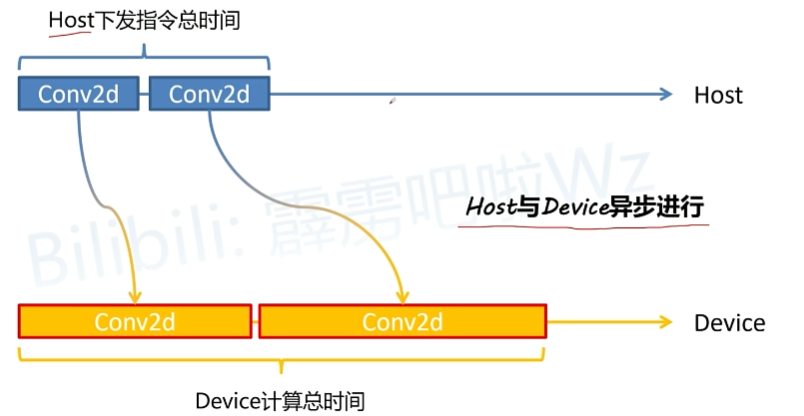 Host下发指令总时间
Conv2d Conv2d Host
Bilibili: 霹雳吧啦Wz
Host与Device异步进行
Conv2d Conv2d Device
Device计算总时间